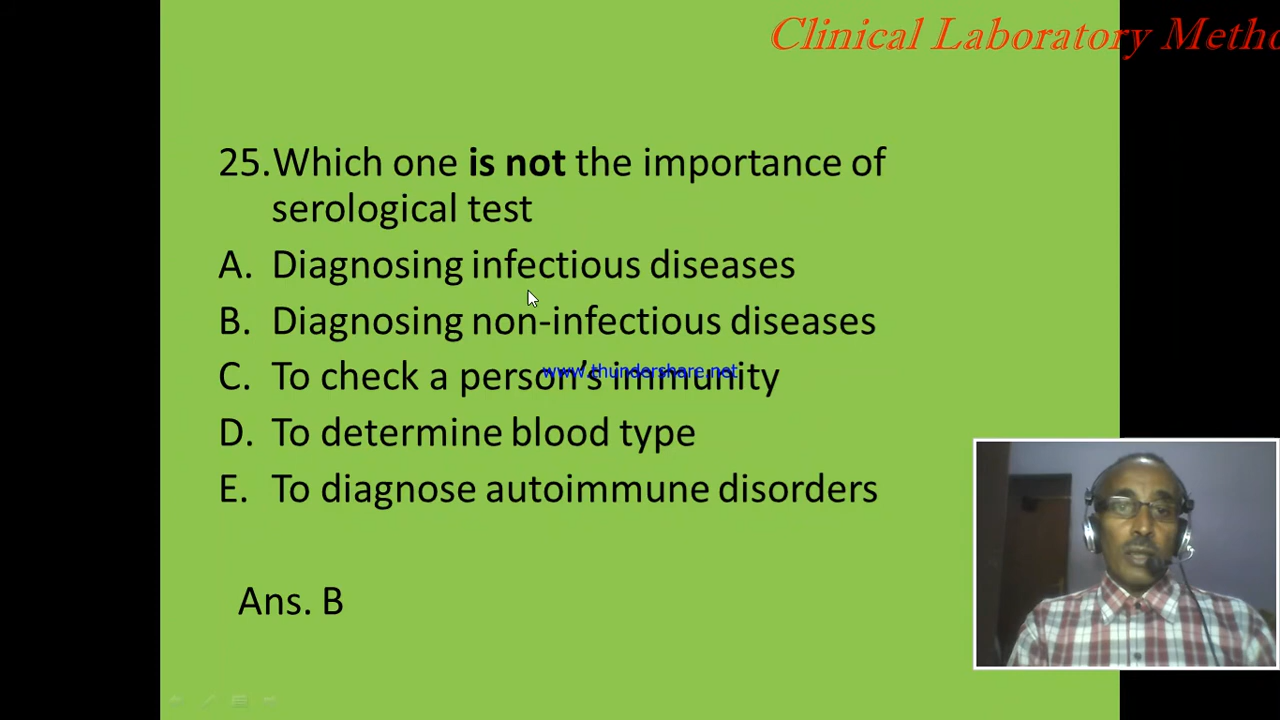 Clinical Laboratory Metho
25.Which one is not the importance of
serological test
A. Diagnosing infectious diseases
B. Diagnosing non-infectious diseases
C. To check a person's immunity
www.thundershare.net
D. To determine blood type
E. To diagnose autoimmune disorders
Ans. B